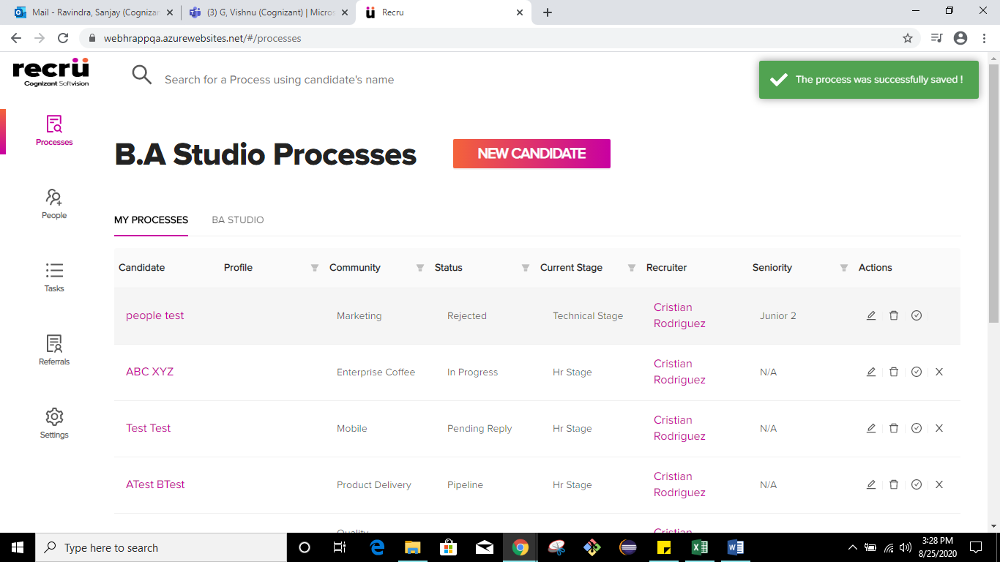 Mail - Ravindra, Sanjay (Cognizan
(3) G, Vishnu (Cognizant) | Micros
Recru
webhrappqa.azurewebsites.net/#/processes
recrü
Cognizant Softvision
Search for a Process using candidate's name
The process was successfully saved !
Processes
People
Tasks
Referrals
Settings
B.A Studio Processes
NEW CANDIDATE
MY PROCESSES BA STUDIO
Candidate Profile Community Status Current Stage Recruiter Seniority Actions
people test Marketing Rejected Technical Stage Cristian Rodriguez Junior 2
ABC XYZ Enterprise Coffee In Progress Hr Stage Cristian Rodriguez N/A X
Test Test Mobile Pending Reply Hr Stage Cristian Rodriguez N/A X
ATest BTest Product Delivery Pipeline Hr Stage Cristian Rodriguez N/A X
Quality Cristian
Type here to search
3:28 PM
8/25/2020